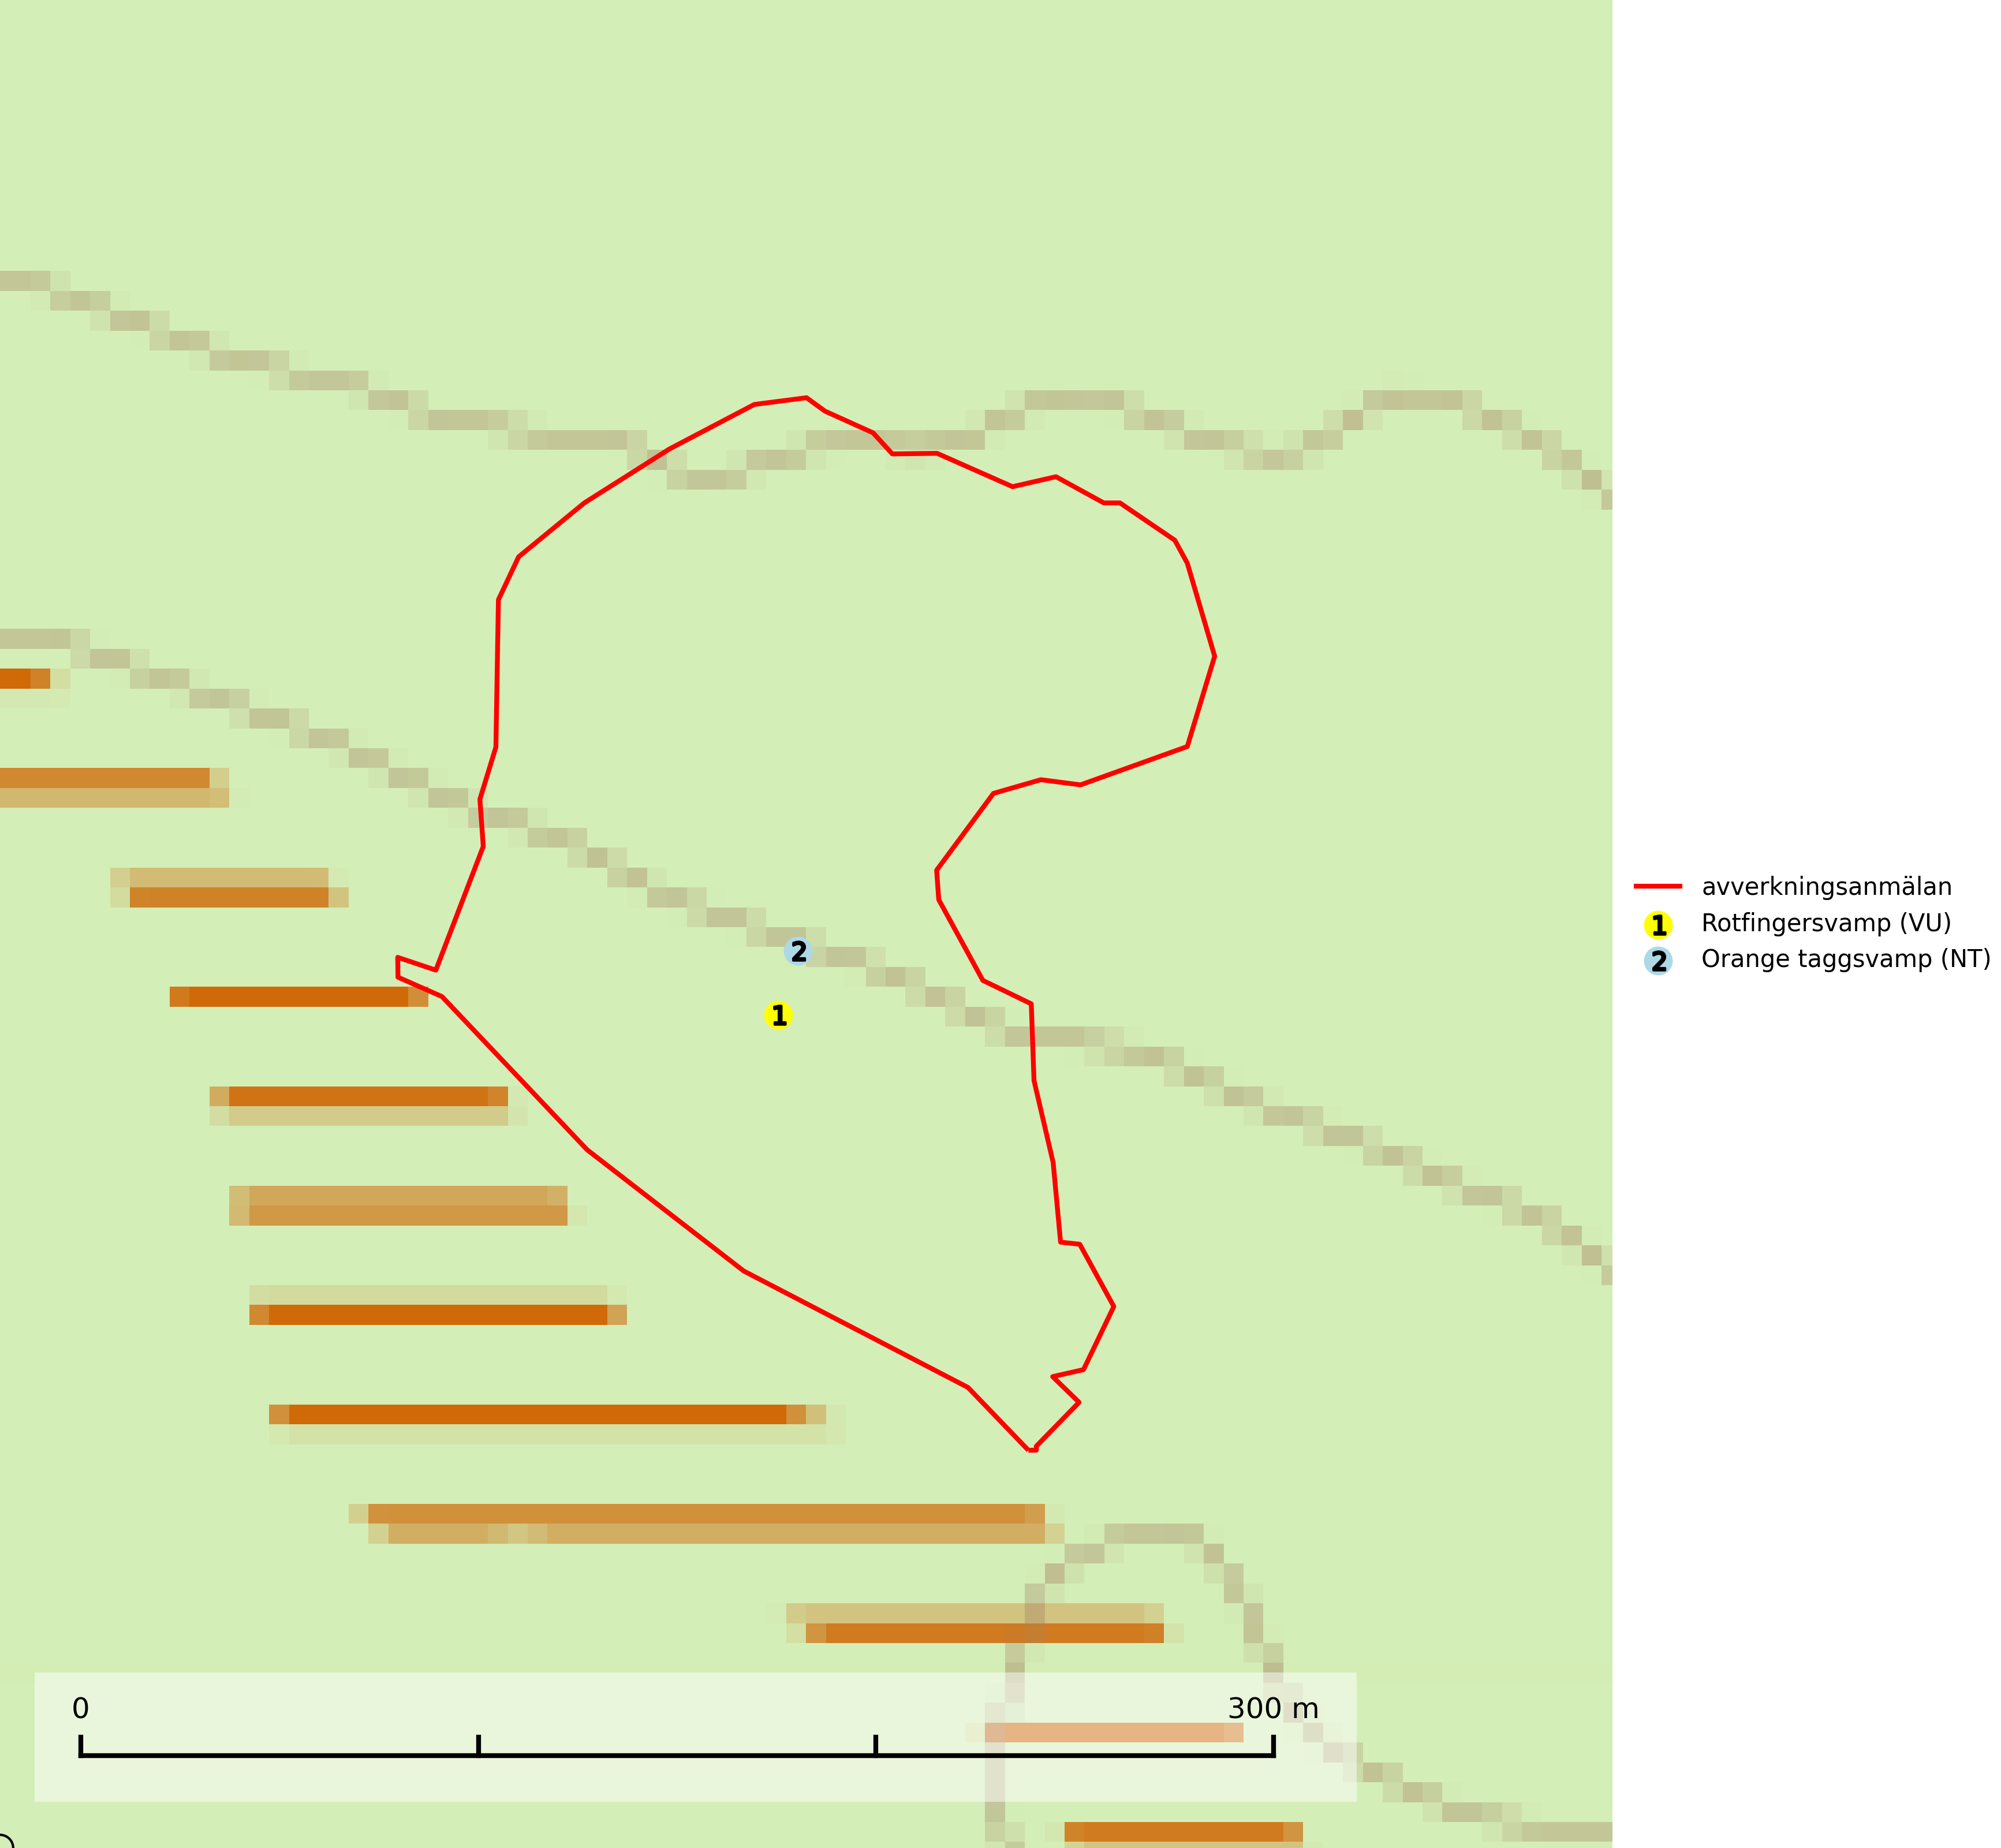 2
1
avverkningsanmälan
1 Rotfingersvamp (VU)
2 Orange taggsvamp (NT)
0 300 m